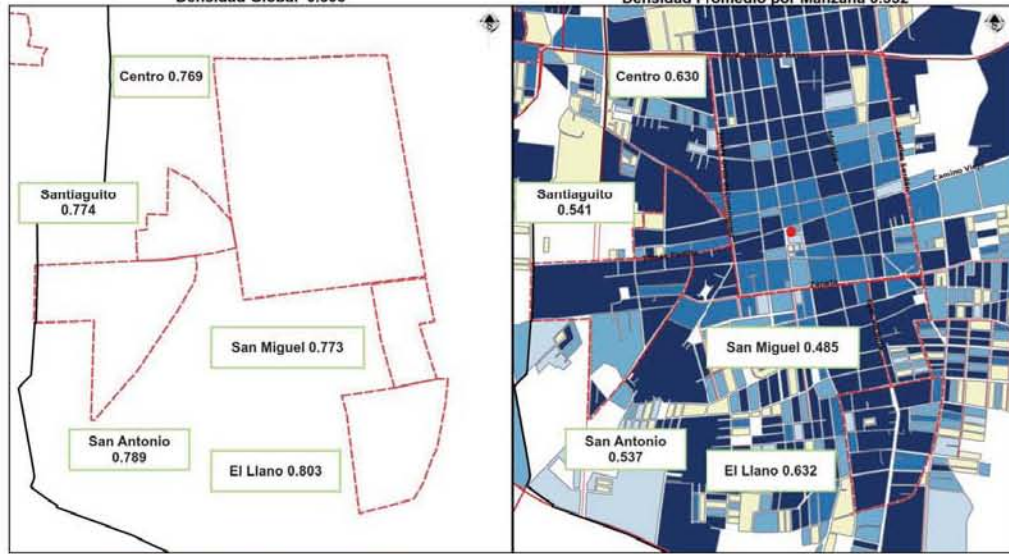 Densidad Global
Densidad Promedio por Manzana 0.552
Centro 0.769
Santiaguito
0.774
San Miguel 0.773
San Antonio
0.789
El Llano 0.803
Centro 0.630
Santiaguito
0.541
Camino Viejo
San Miguel 0.485
San Antonio
0.537
El Llano 0.632